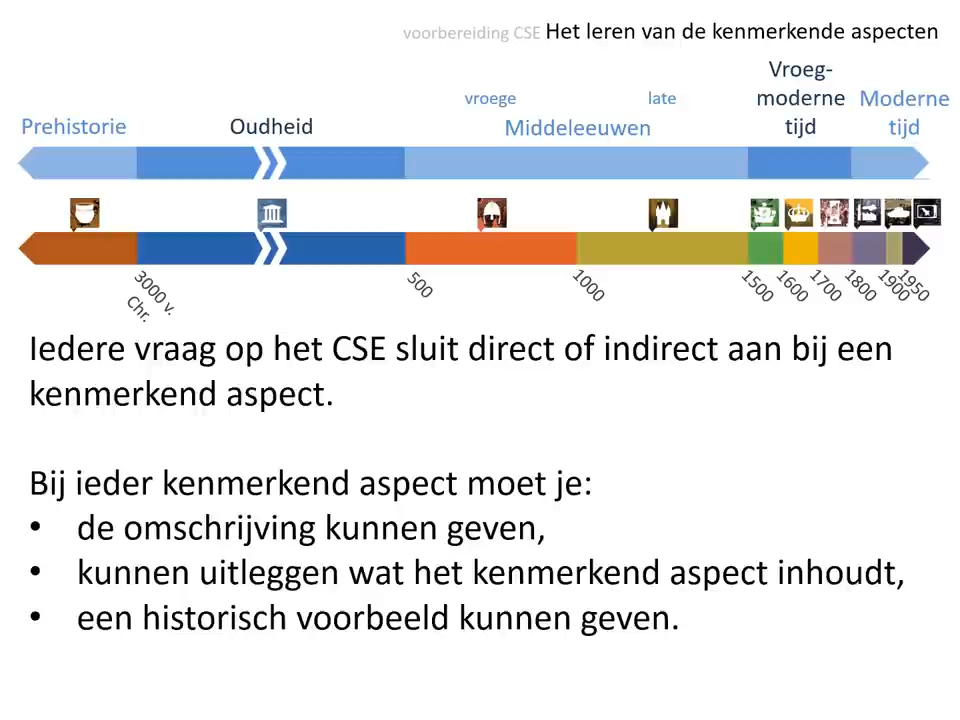 voorbereiding CSE Het leren van de kenmerkende aspecten
Prehistorie
Oudheid
vroege
late
Middeleeuwen
Vroeg-
moderne
tijd
Moderne
tijd
3000 v.
Chr.
500
1000
1500
1600
1700
1800
1900
1950
Iedere vraag op het CSE sluit direct of indirect aan bij een
kenmerkend aspect.
Bij ieder kenmerkend aspect moet je:
• de omschrijving kunnen geven,
• kunnen uitleggen wat het kenmerkend aspect inhoudt,
• een historisch voorbeeld kunnen geven.